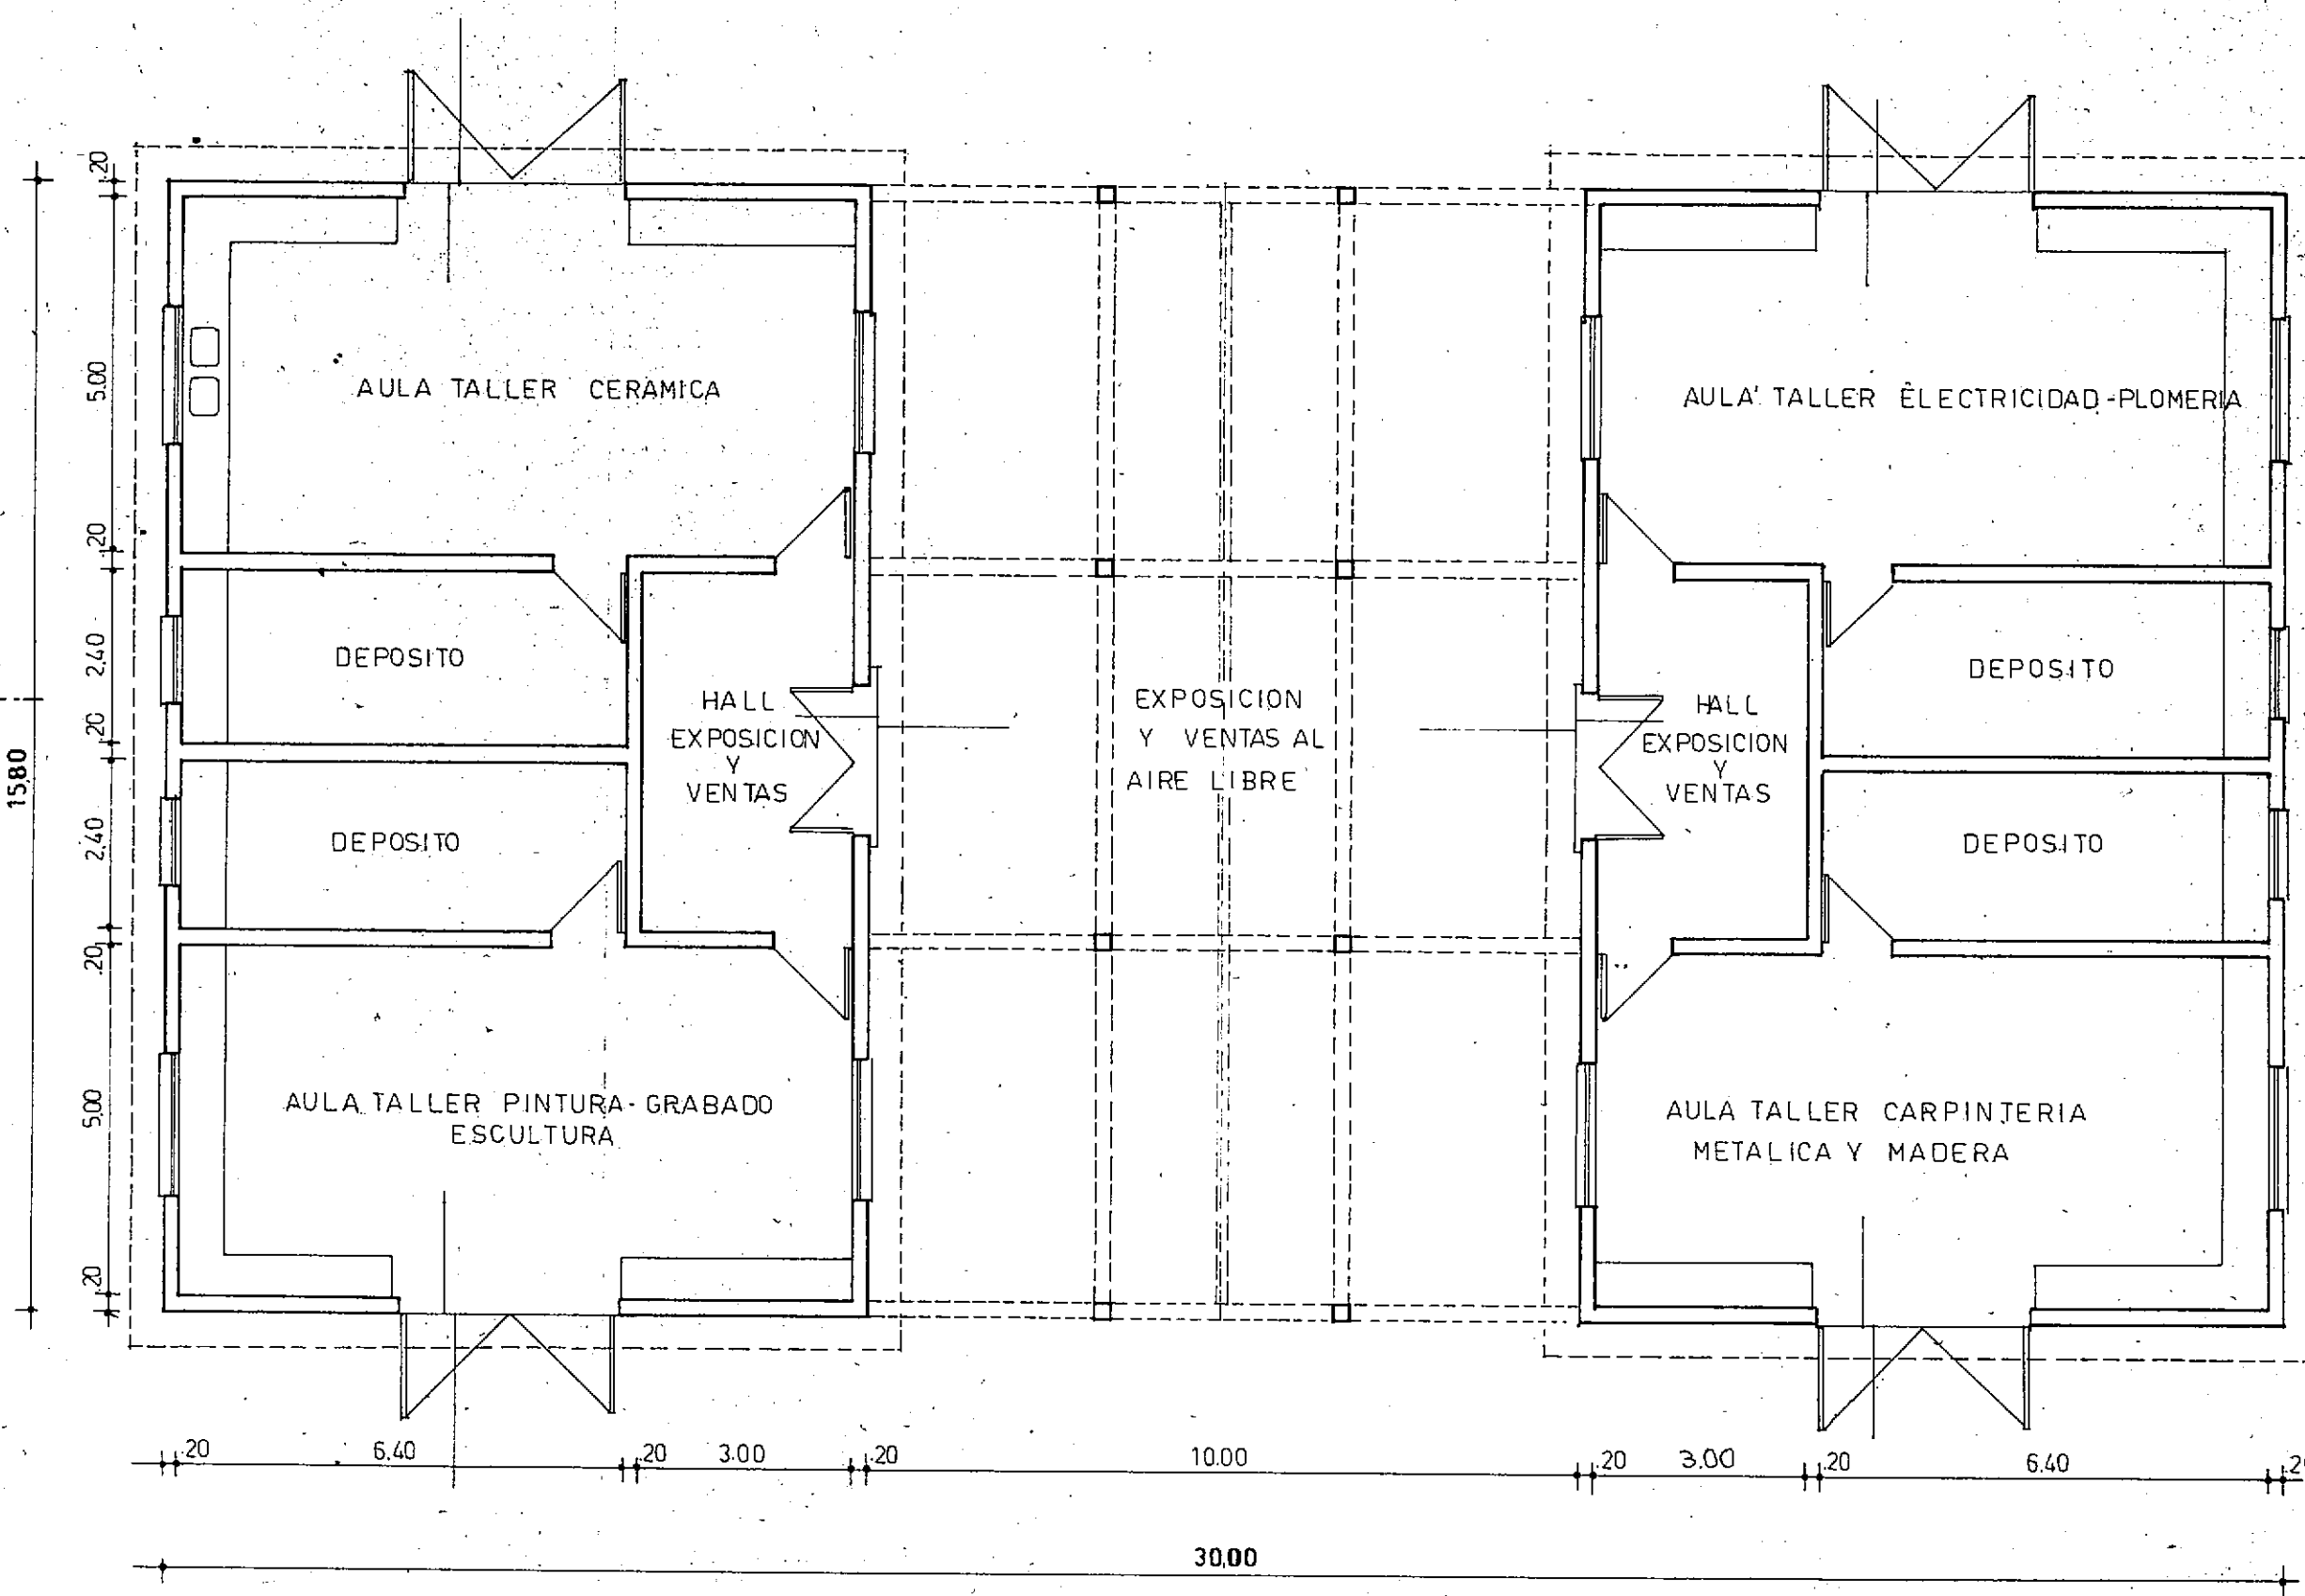 AULA TALLER CERAMICA
AULA TALLER ELECTRICIDAD-PLOMERIA
DEPOSITO
DEPOSITO
HALL
EXPOSICION
Y
VENTAS
EXPOSICION
Y VENTAS AL
AIRE LIBRE
HALL
EXPOSICION
Y
VENTAS
DEPOSITO
DEPOSITO
AULA TALLER PINTURA-GRABADO
ESCULTURA
AULA TALLER CARPINTERIA
METALICA Y MADERA
.20
5.00
.20
2,40
.20
2,40
.20
5,00
.20
15,80
.20
6.40
.20
3.00
.20
10.00
.20
3.00
.20
6.40
.20
30,00